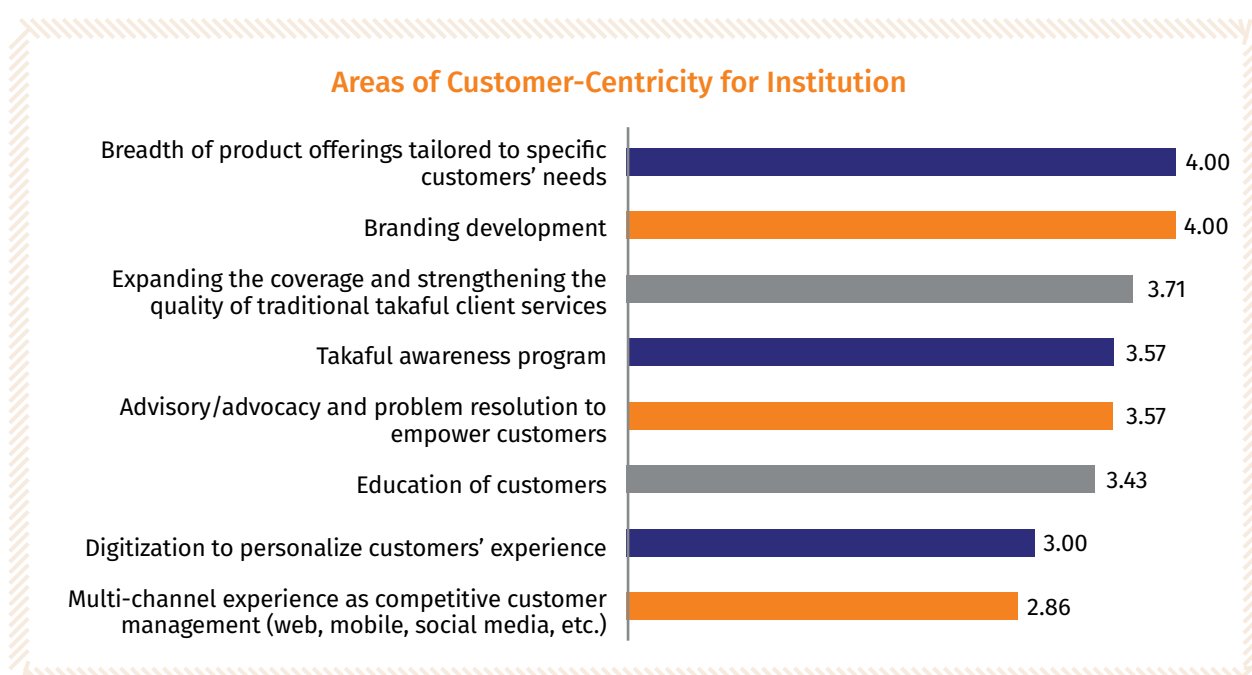 Areas of Customer-Centricity for Institution
Breadth of product offerings tailored to specific
customers’ needs
4.00
Branding development
4.00
Expanding the coverage and strengthening the
quality of traditional takaful client services
3.71
Takaful awareness program
3.57
Advisory/advocacy and problem resolution to
empower customers
3.57
Education of customers
3.43
Digitization to personalize customers’ experience
3.00
Multi-channel experience as competitive customer
management (web, mobile, social media, etc.)
2.86